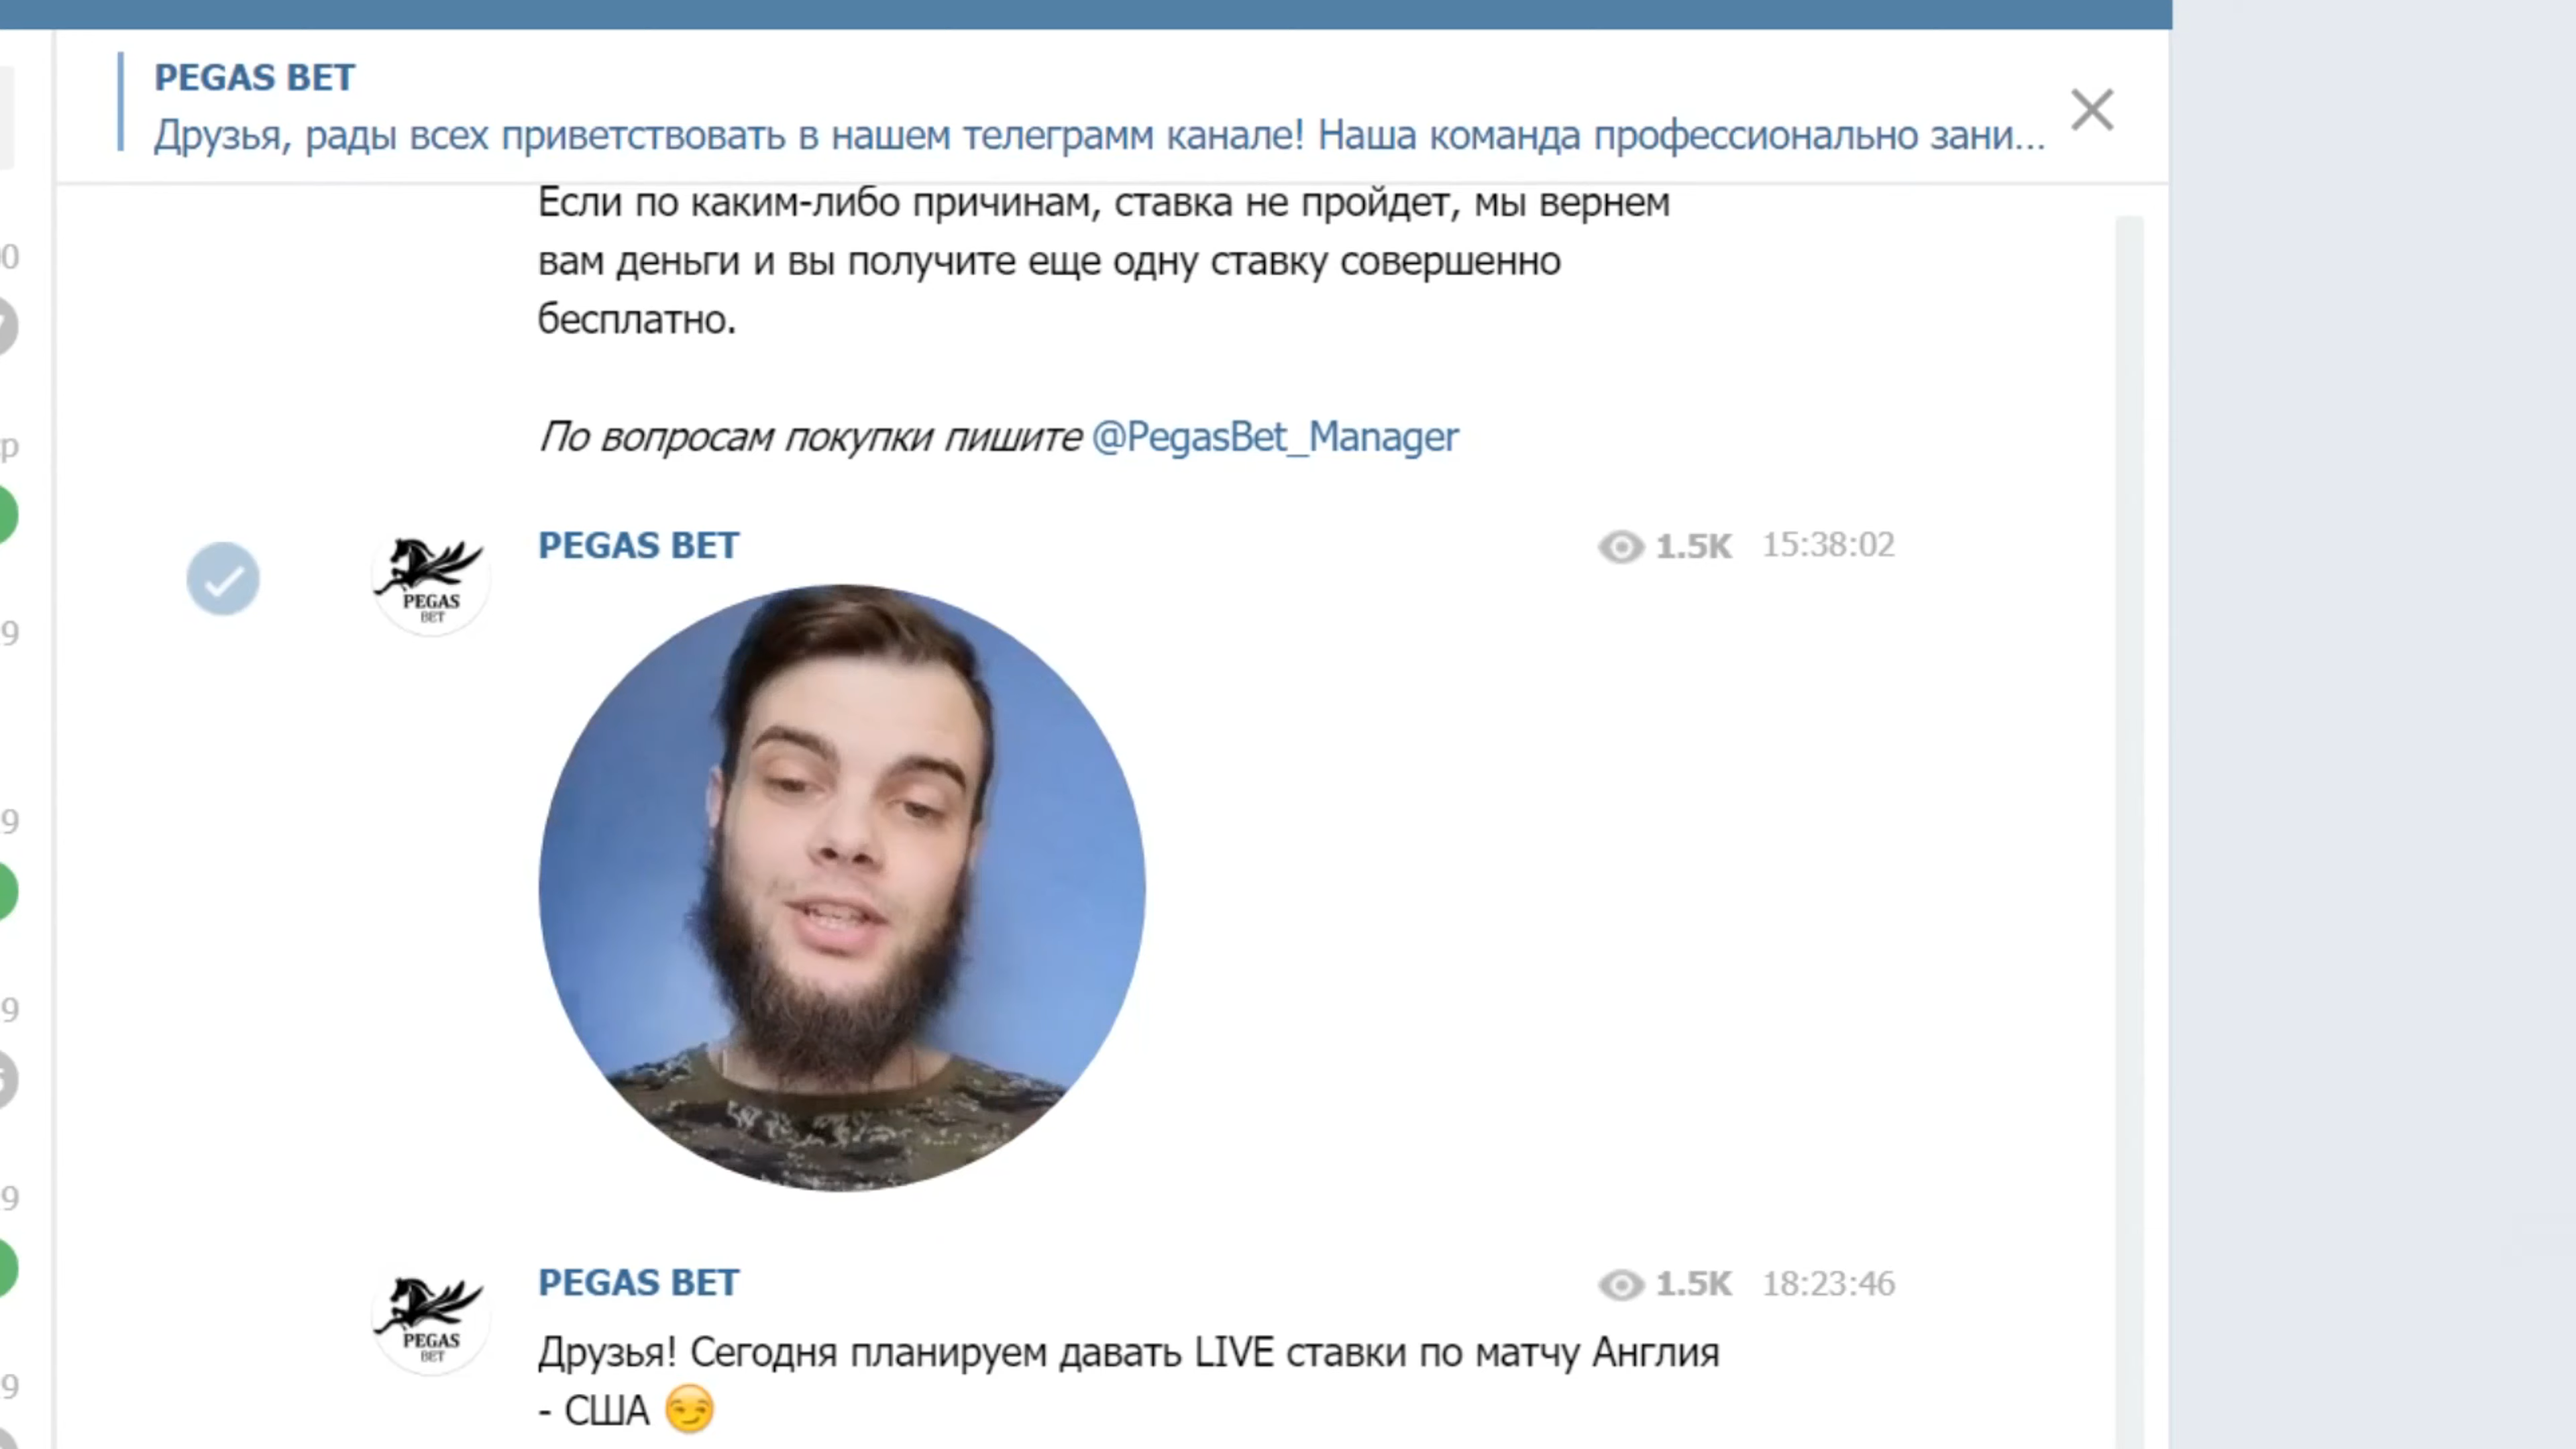 PEGAS BET
Друзья, рады всех приветствовать в нашем телеграмм канале! Наша команда профессионально зани...
Если по каким-либо причинам, ставка не пройдет, мы вернем
вам деньги и вы получите еще одну ставку совершенно
бесплатно.
По вопросам покупки пишите @PegasBet_Manager
PEGAS BET 1.5K 15:38:02
PEGAS
BET
PEGAS BET 1.5K 18:23:46
PEGAS
BET
Друзья! Сегодня планируем давать LIVE ставки по матчу Англия
- США 😏